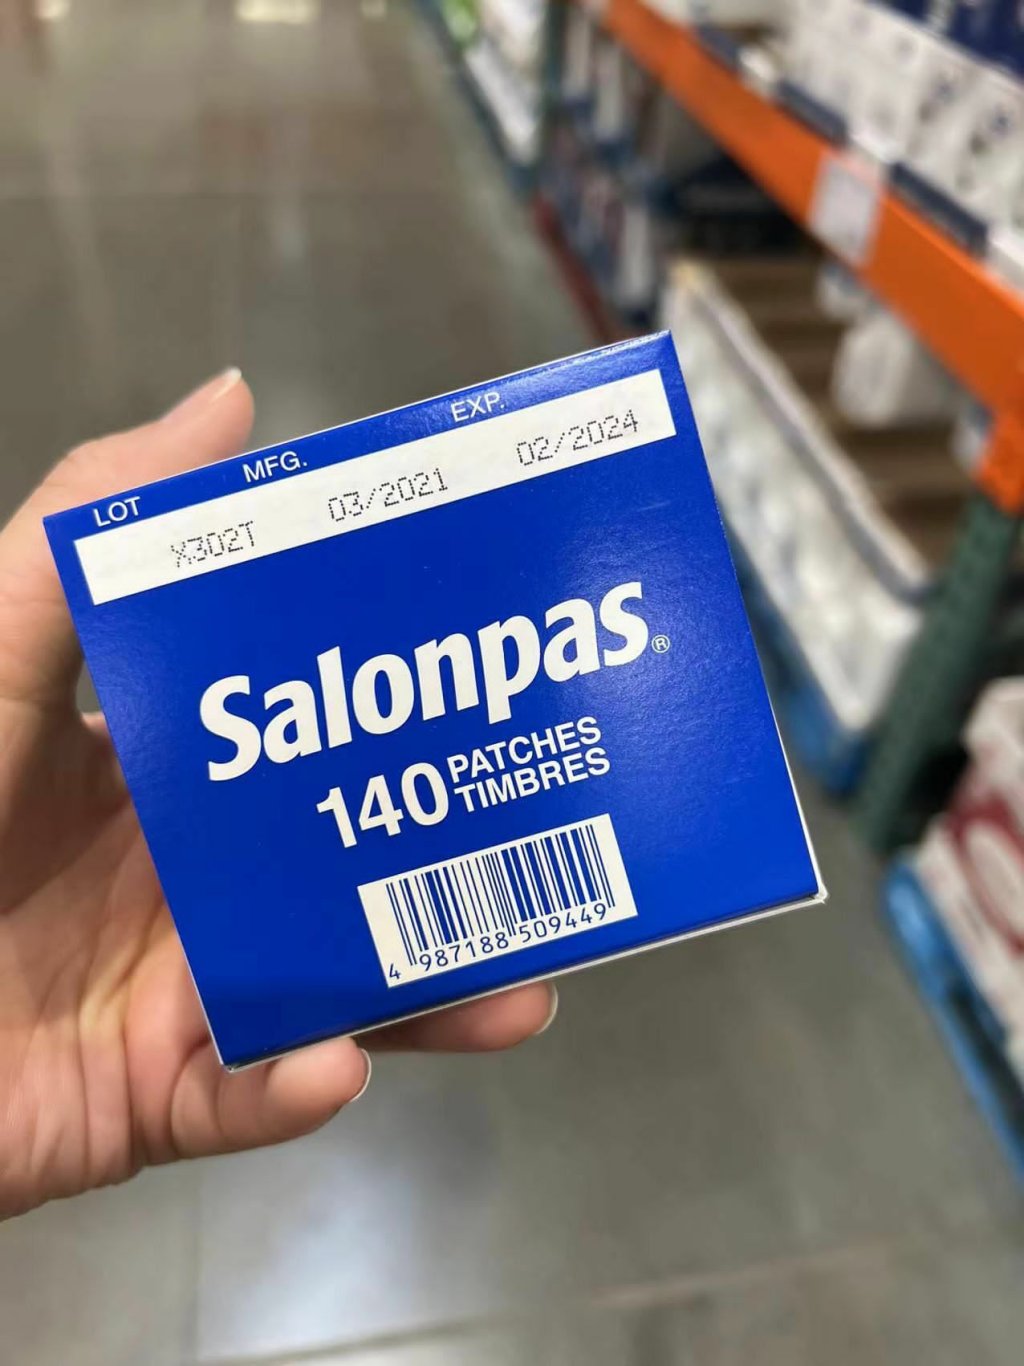 LOT MFG. EXP.
X302T 03/2021 02/2024
Salonpas®
140 PATCHES
TIMBRES
4 987188 509449